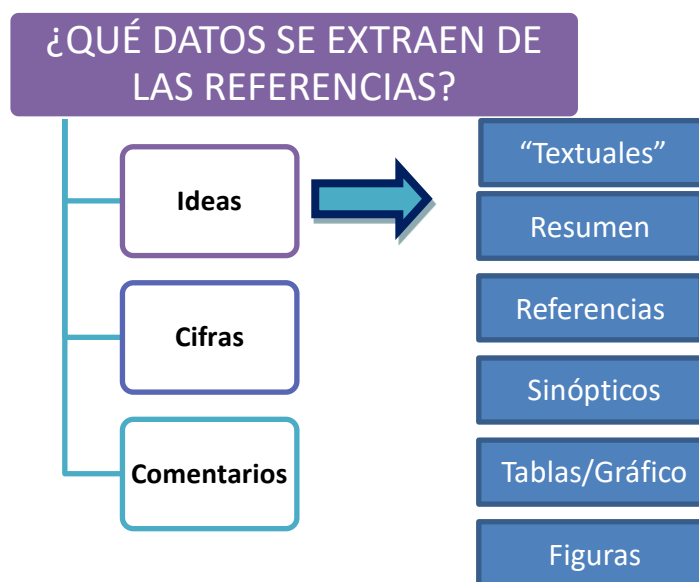 ¿QUÉ DATOS SE EXTRAEN DE
LAS REFERENCIAS?
Ideas
Cifras
Comentarios
“Textuales”
Resumen
Referencias
Sinópticos
Tablas/Gráfico
Figuras